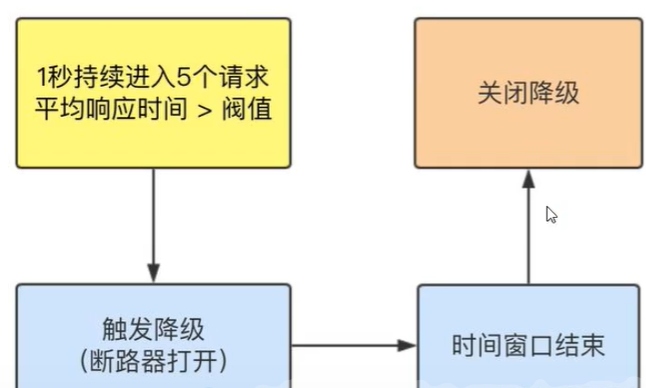 1秒持续进入5个请求
平均响应时间 > 阀值
关闭降级
触发降级
(断路器打开)
时间窗口结束